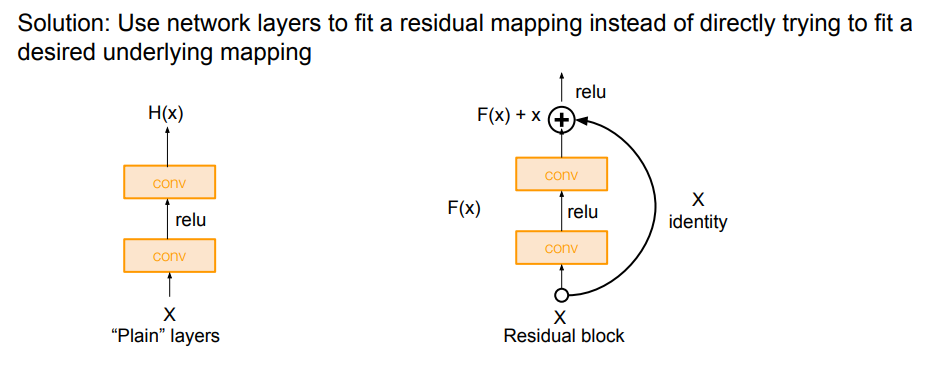 Solution: Use network layers to fit a residual mapping instead of directly trying to fit a
desired underlying mapping
H(x)
conv
relu
conv
X
“Plain” layers
relu
F(x) + x
+
conv
F(x)
relu
conv
X
identity
X
Residual block